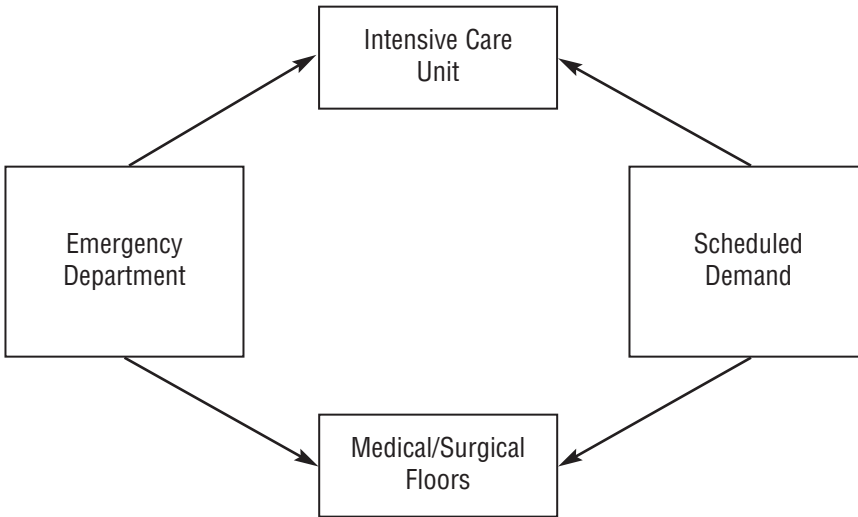 Intensive Care
Unit
Emergency
Department
Scheduled
Demand
Medical/Surgical
Floors